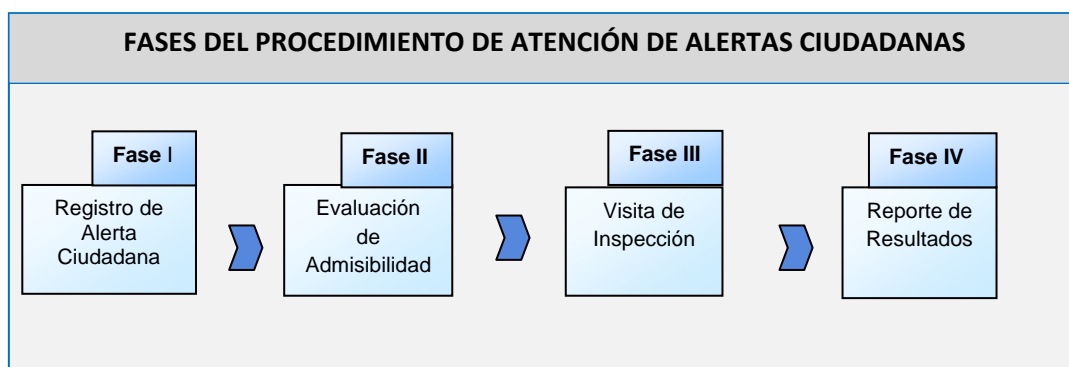 FASES DEL PROCEDIMIENTO DE ATENCIÓN DE ALERTAS CIUDADANAS
Fase I
Registro de
Alerta
Ciudadana
Fase II
Evaluación
de
Admisibilidad
Fase III
Visita de
Inspección
Fase IV
Reporte de
Resultados